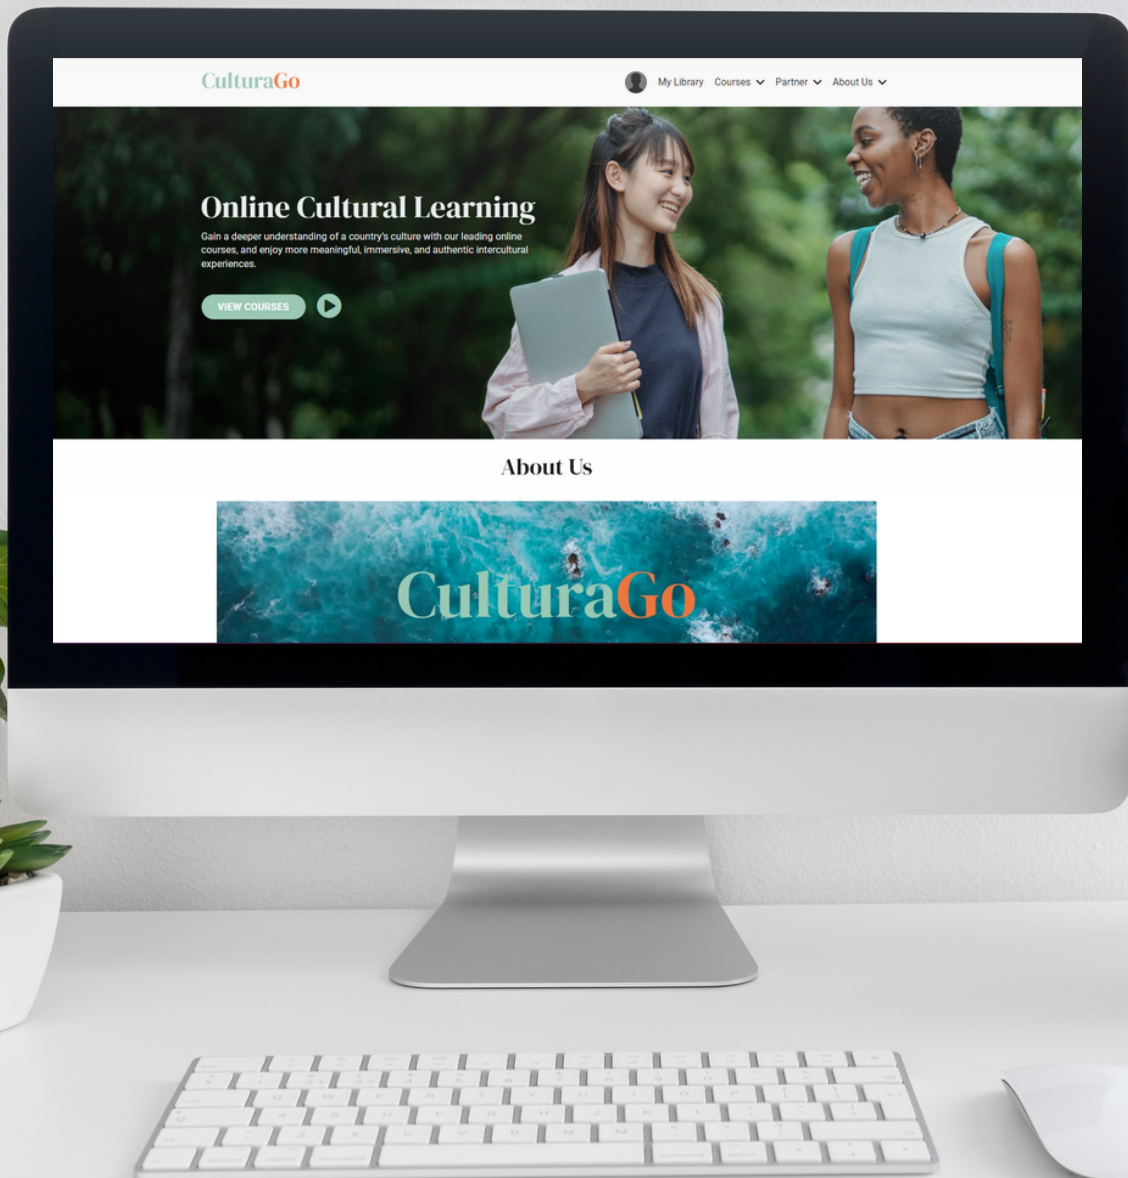 CulturaGo
My Library Courses Partner About Us
Online Cultural Learning
Gain a deeper understanding of a country's culture with our leading online
courses, and enjoy more meaningful, immersive, and authentic intercultural
experiences.
VIEW COURSES
About Us
CulturaGo